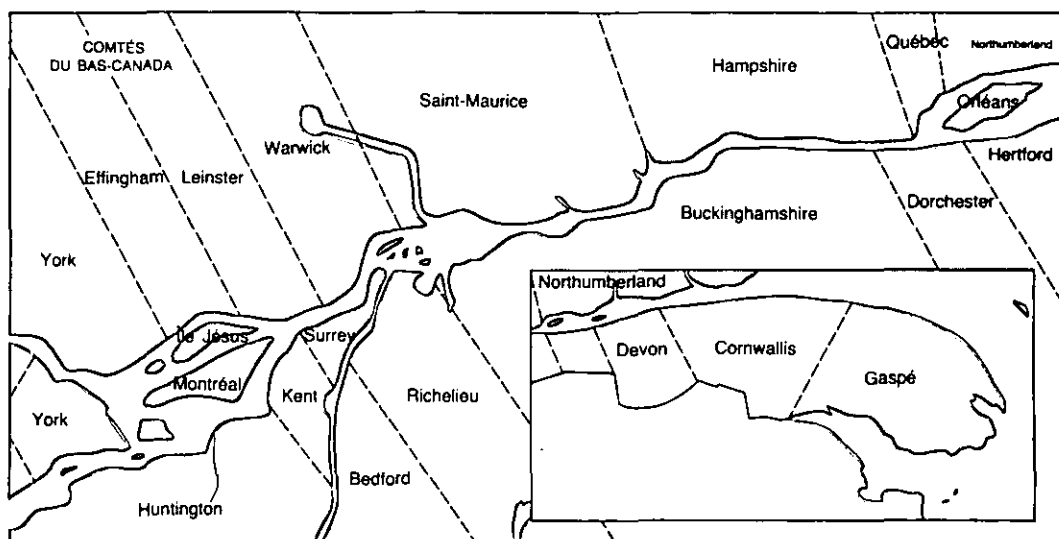 COMTÉS
DU BAS-CANADA
Québec
Northumberland
Hampshire
Saint-Maurice
Orléans
Warwick
Hertford
Effingham
Leinster
Buckinghamshire
Dorchester
York
Northumberland
Île Jésus
Surrey
Devon
Cornwallis
Gaspé
Montréal
Kent
Richelieu
York
Bedford
Huntington